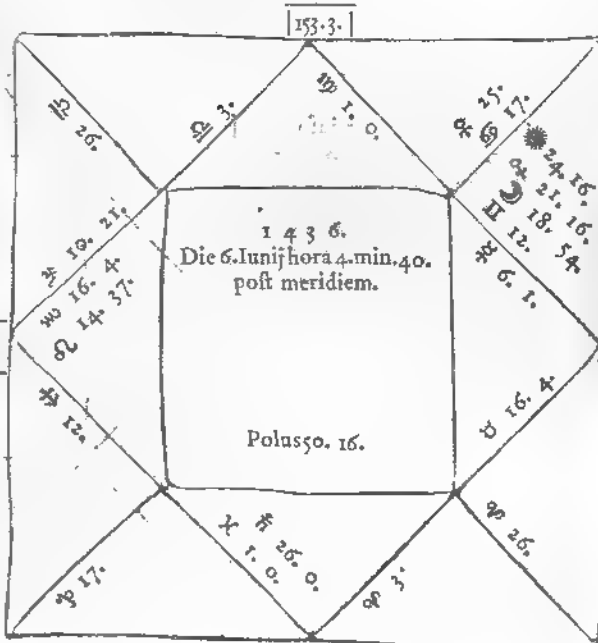 153.3.
♎ 26.
♎ 3.
♍ 1. 0.
25.
♋ 17.
☀ 24. 16.
♀ 21. 16.
☽ 18. 54.
♊ 12.
☿ 6. 1.
1436.
Die 6. Iunij hora 4. min. 40.
post meridiem.
10. 21.
♏ 16. 4.
☊ 14. 37.
12.
Polus 50. 16.
♉ 16. 4.
26.
3.
26. 0.
♓ 1. 0.
♑ 17.